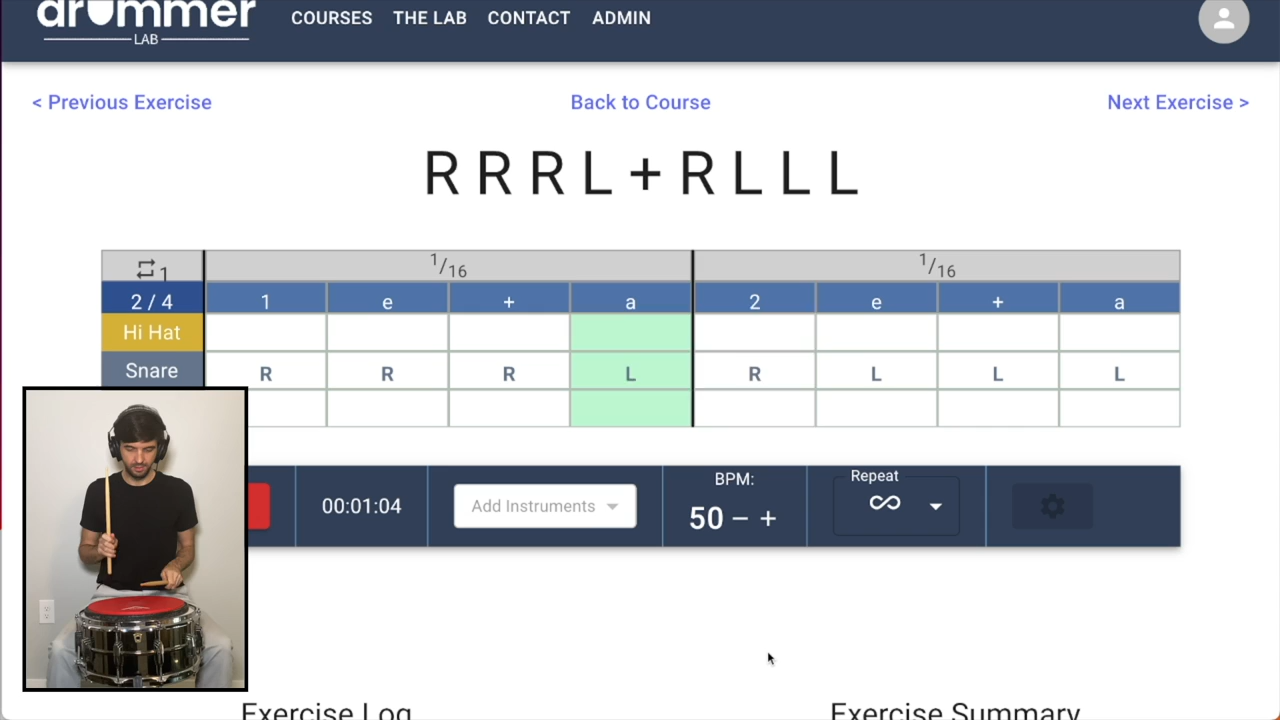 drummer
LAB
COURSES THE LAB CONTACT ADMIN
< Previous Exercise Back to Course Next Exercise >
R R R L + R L L L
1 1/16 1/16
2 / 4 1 e + a 2 e + a
Hi Hat
Snare R R R L R L L L
00:01:04 Add Instruments BPM: 50 − + Repeat ∞
Exercise Log Exercise Summary